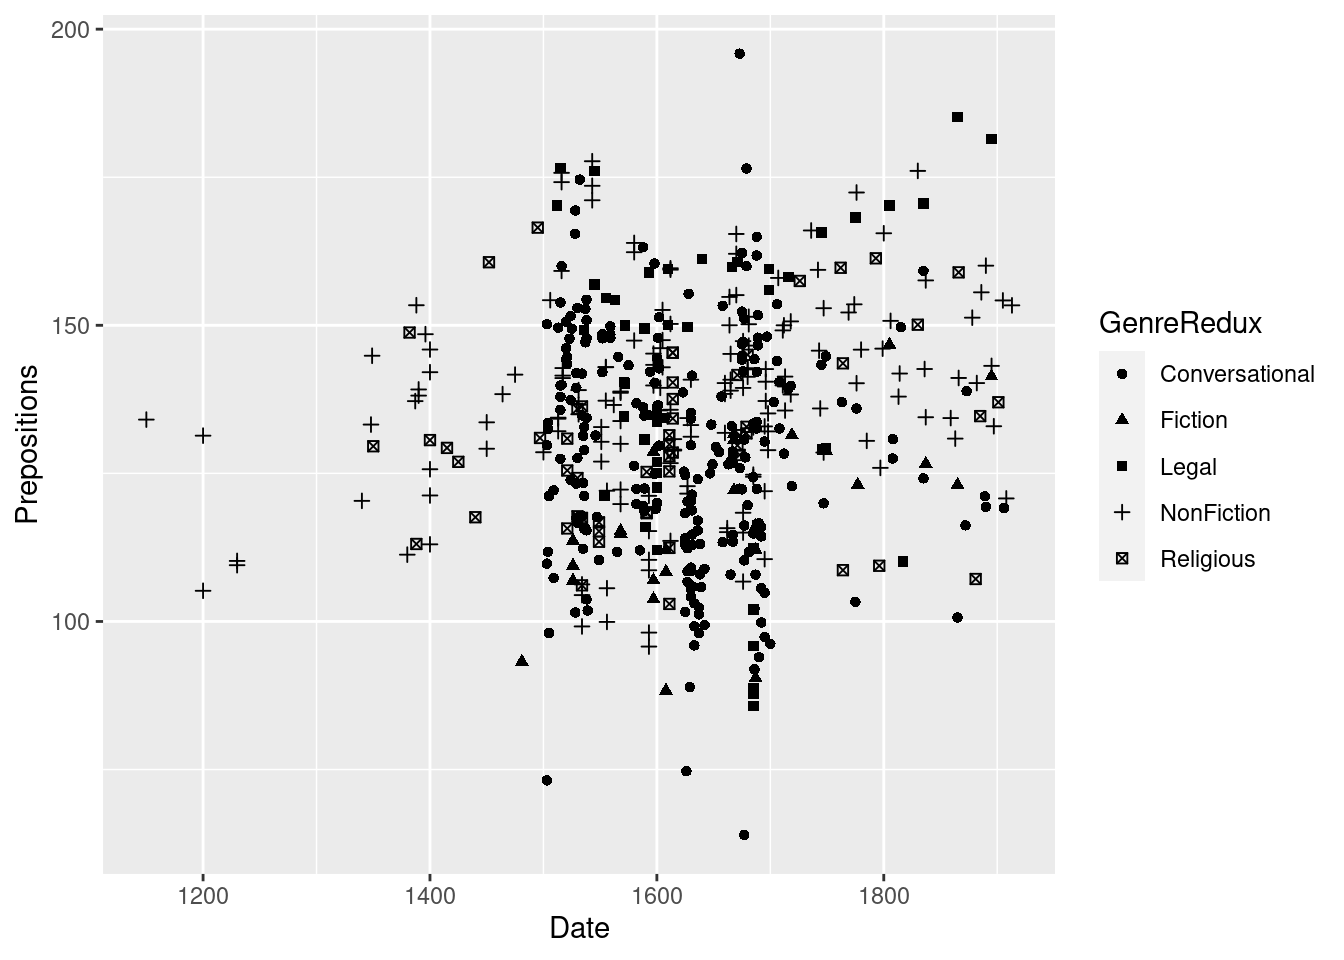 200
150
100
1200 1400 1600 1800
Date
Prepositions
GenreRedux
Conversational
Fiction
Legal
NonFiction
Religious